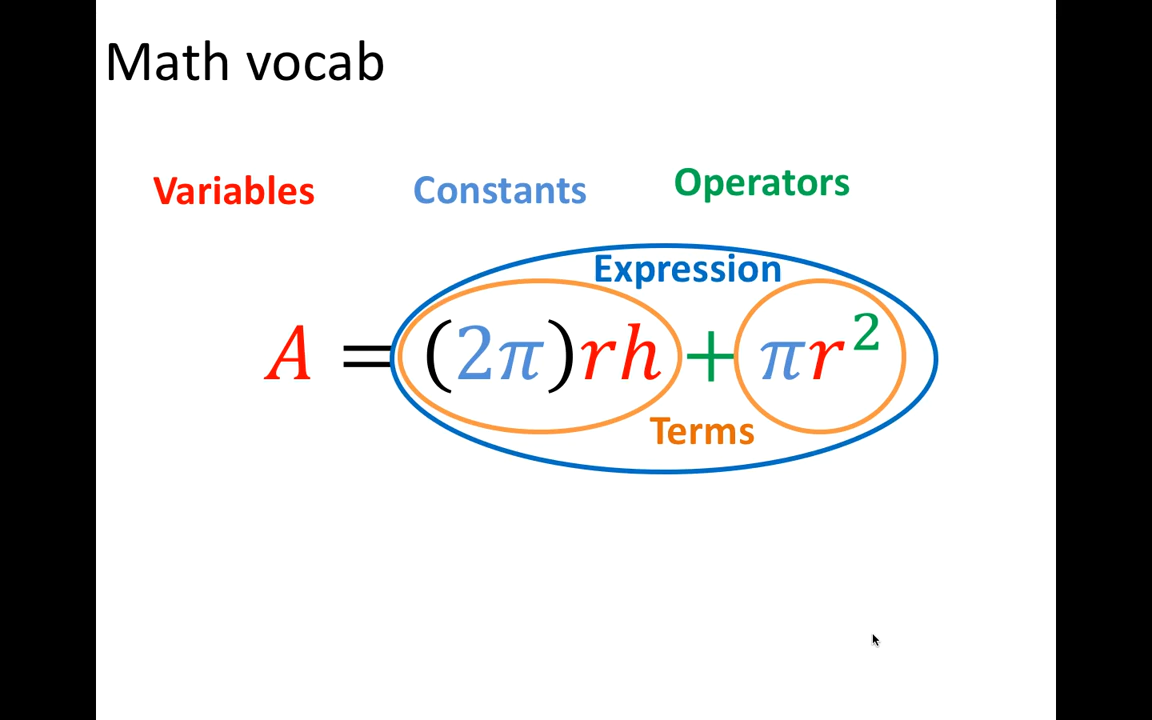 Math vocab
Variables Constants Operators
Expression
A = (2π)rh + πr²
Terms